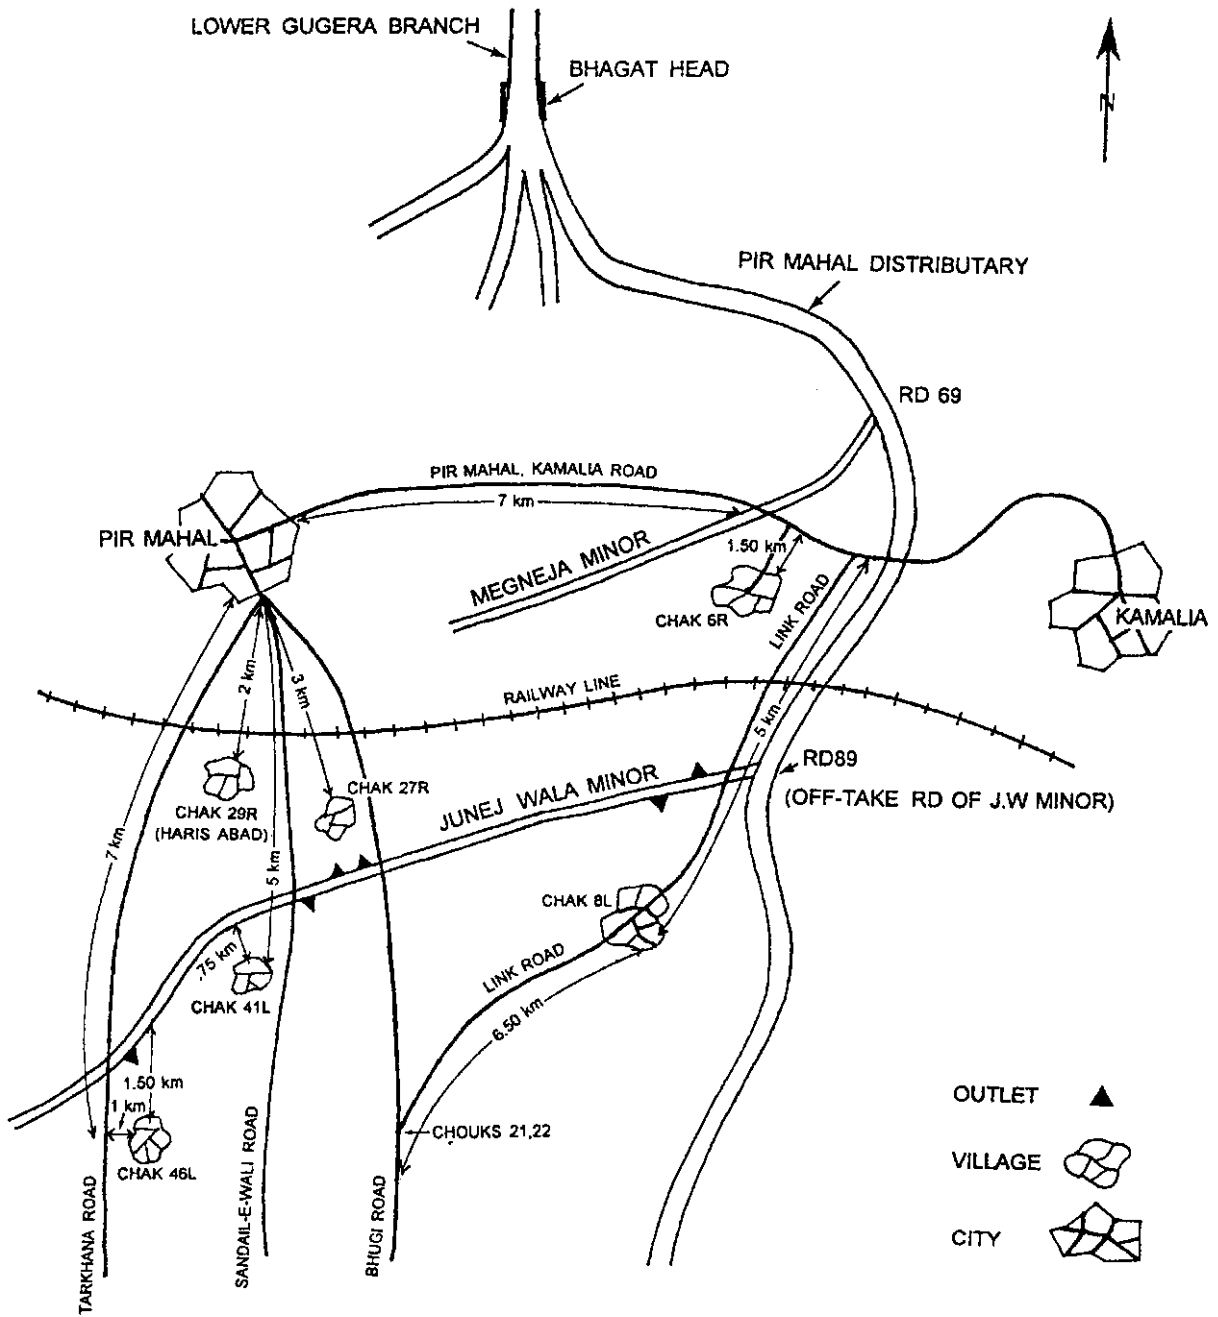 LOWER GUGERA BRANCH
BHAGAT HEAD
N
PIR MAHAL DISTRIBUTARY
RD 69
PIR MAHAL, KAMALIA ROAD
7 km
PIR MAHAL
MEGNEJA MINOR
1.50 km
CHAK 6R
LINK ROAD
KAMALIA
2 km
3 km
RAILWAY LINE
5 km
RD89
(OFF-TAKE RD OF J.W MINOR)
CHAK 29R
(HARIS ABAD)
CHAK 27R
JUNEJ WALA MINOR
7 km
5 km
CHAK 8L
.75 km
CHAK 41L
LINK ROAD
6.50 km
1.50 km
1 km
CHAK 46L
CHOUKS 21,22
TARKHANA ROAD
SANDAIL-E-WALI ROAD
BHUGI ROAD
OUTLET
VILLAGE
CITY